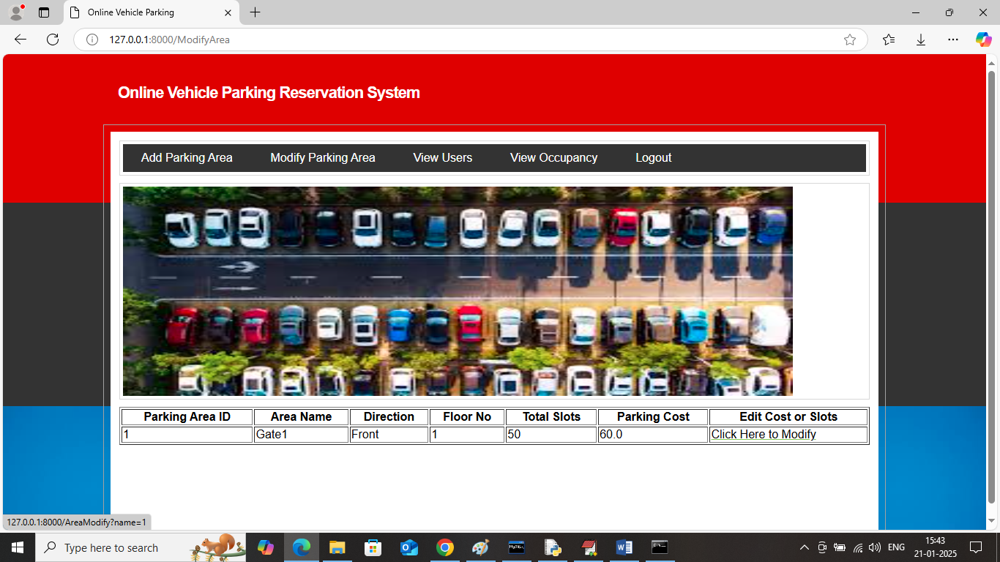 Online Vehicle Parking
127.0.0.1:8000/ModifyArea
Online Vehicle Parking Reservation System
Add Parking Area Modify Parking Area View Users View Occupancy Logout
Parking Area ID Area Name Direction Floor No Total Slots Parking Cost Edit Cost or Slots
1 Gate1 Front 1 50 60.0 Click Here to Modify
127.0.0.1:8000/AreaModify?name=1
Type here to search
ENG
15:43
21-01-2025